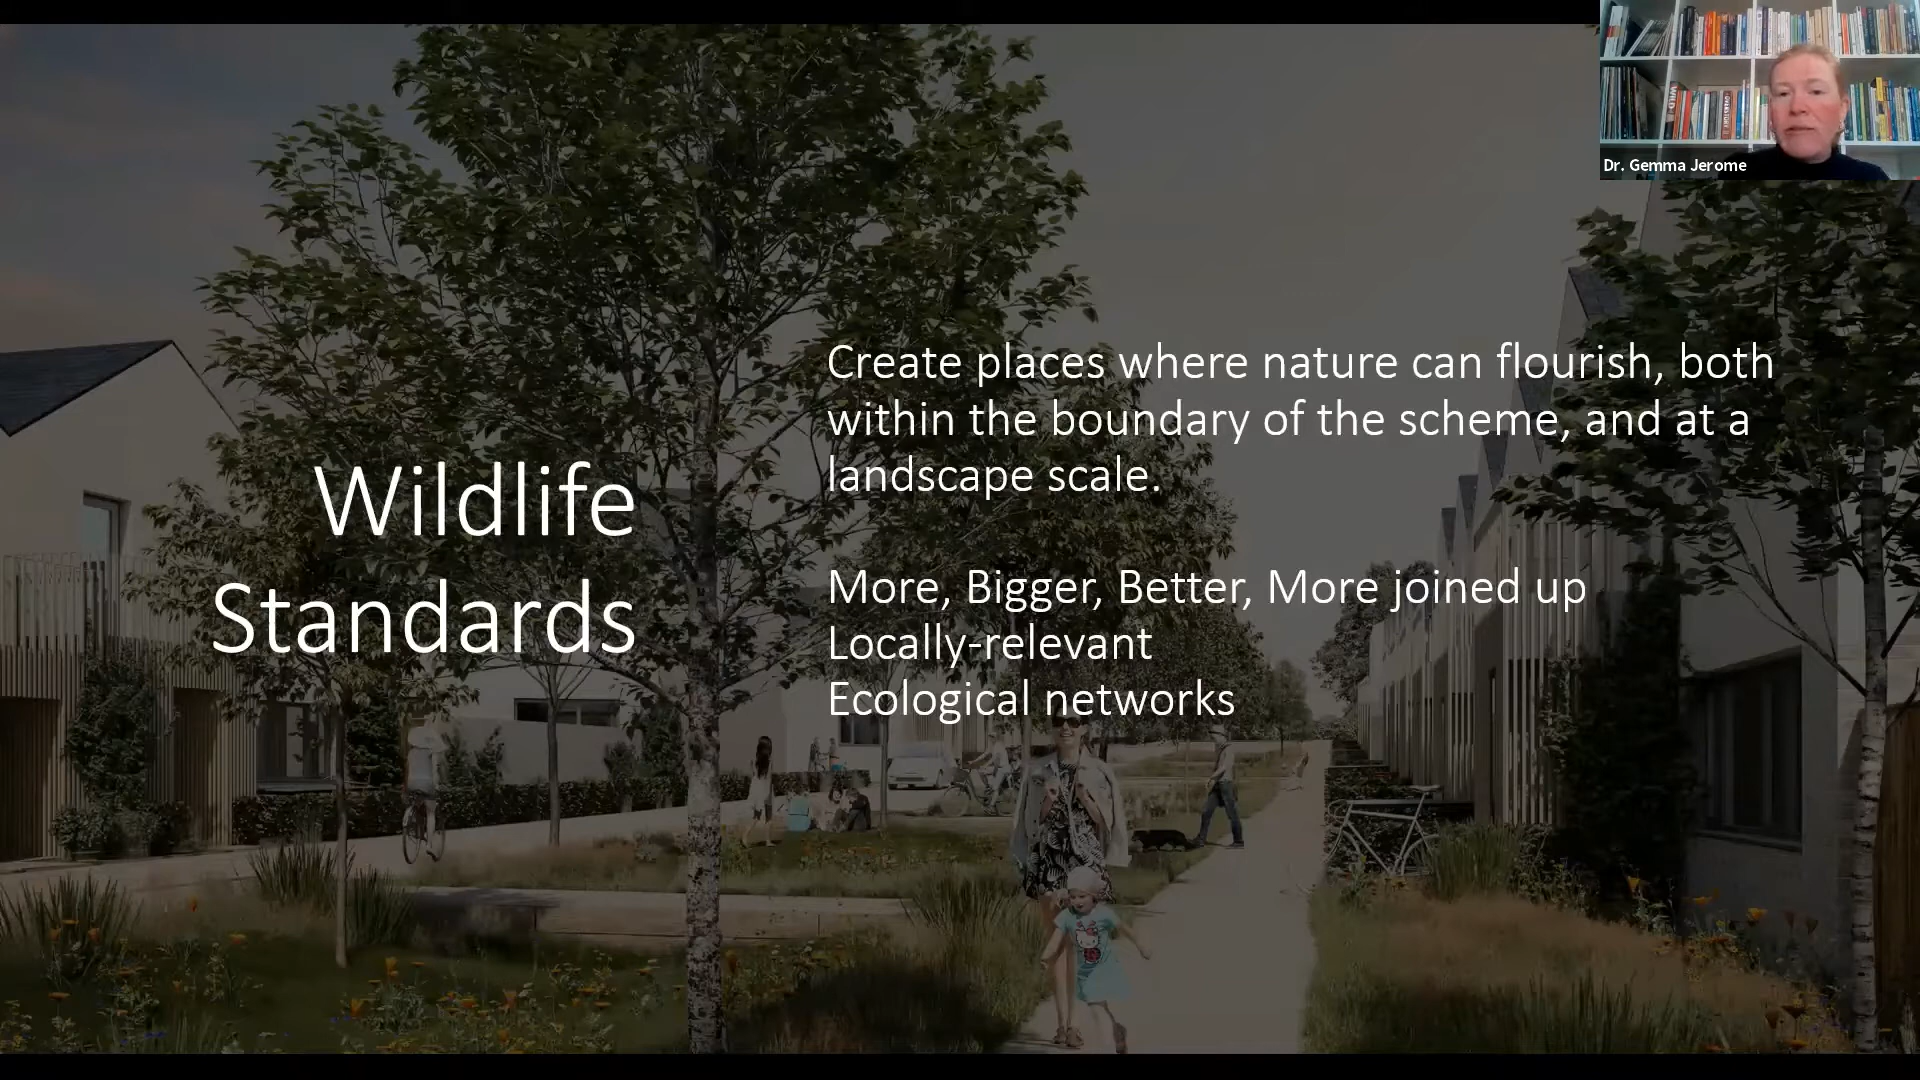 Dr. Gemma Jerome
Wildlife
Standards
Create places where nature can flourish, both
within the boundary of the scheme, and at a
landscape scale.
More, Bigger, Better, More joined up
Locally-relevant
Ecological networks
WILD